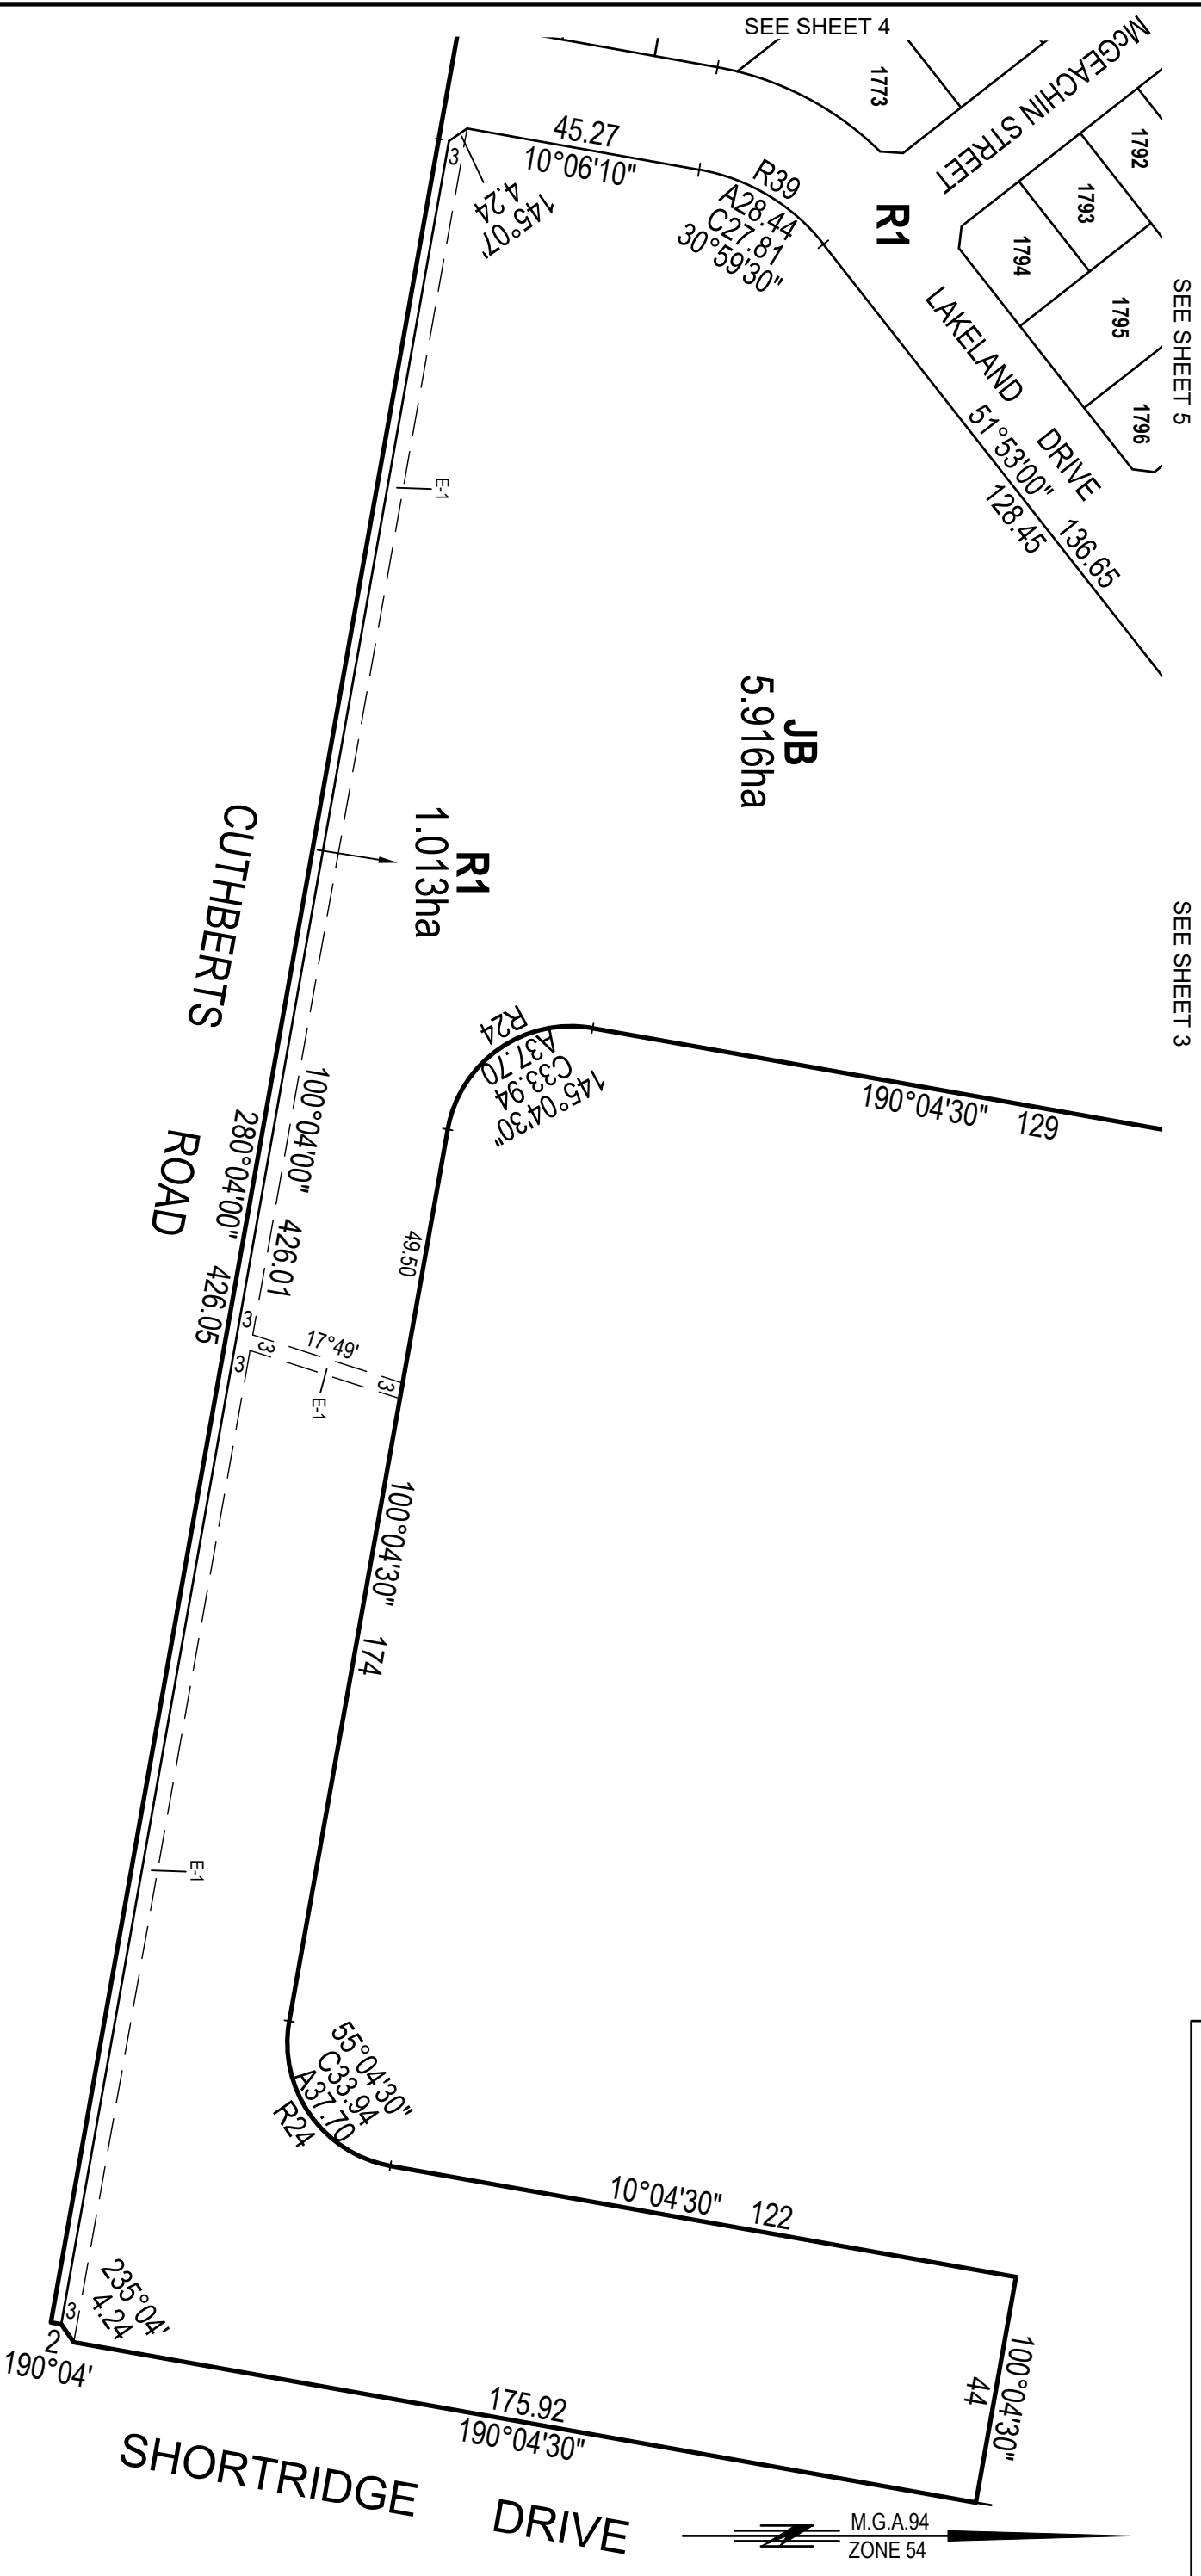 SEE SHEET 4
McGEACHIN STREET
1773
1792
1793
1794
1795
1796
SEE SHEET 5
R1
LAKELAND DRIVE
51°53'00" 136.65
128.45
45.27
10°06'10"
R39
A28.44
C27.81
30°59'30"
3
145°07'
4.24
E-1
JB
5.916ha
R1
1.013ha
SEE SHEET 3
CUTHBERTS ROAD
100°04'00" 426.01
280°04'00" 426.05
R24
A37.70
C33.94
145°04'30"
190°04'30" 129
49.50
3
3
3
17°49'
3
E-1
100°04'30" 174
E-1
55°04'30"
C33.94
A37.70
R24
10°04'30" 122
100°04'30"
44
235°04'
4.24
3
2
190°04'
175.92
190°04'30"
SHORTRIDGE DRIVE
M.G.A.94
ZONE 54